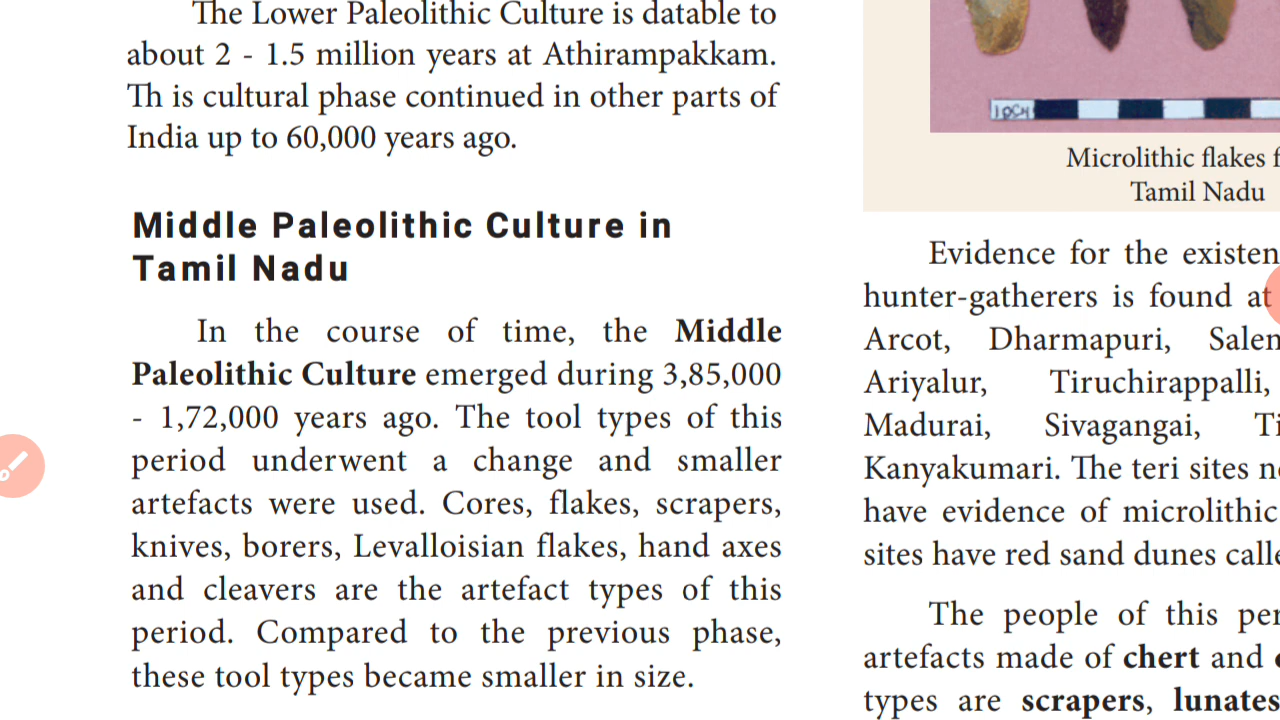 The Lower Paleolithic Culture is datable to
about 2 - 1.5 million years at Athirampakkam.
Th is cultural phase continued in other parts of
India up to 60,000 years ago.
Middle Paleolithic Culture in
Tamil Nadu
In the course of time, the Middle
Paleolithic Culture emerged during 3,85,000
- 1,72,000 years ago. The tool types of this
period underwent a change and smaller
artefacts were used. Cores, flakes, scrapers,
knives, borers, Levalloisian flakes, hand axes
and cleavers are the artefact types of this
period. Compared to the previous phase,
these tool types became smaller in size.
10CM
Microlithic flakes f
Tamil Nadu
Evidence for the existen
hunter-gatherers is found at
Arcot, Dharmapuri, Salem
Ariyalur, Tiruchirappalli,
Madurai, Sivagangai, Ti
Kanyakumari. The teri sites n
have evidence of microlithic
sites have red sand dunes calle
The people of this per
artefacts made of chert and
types are scrapers, lunates